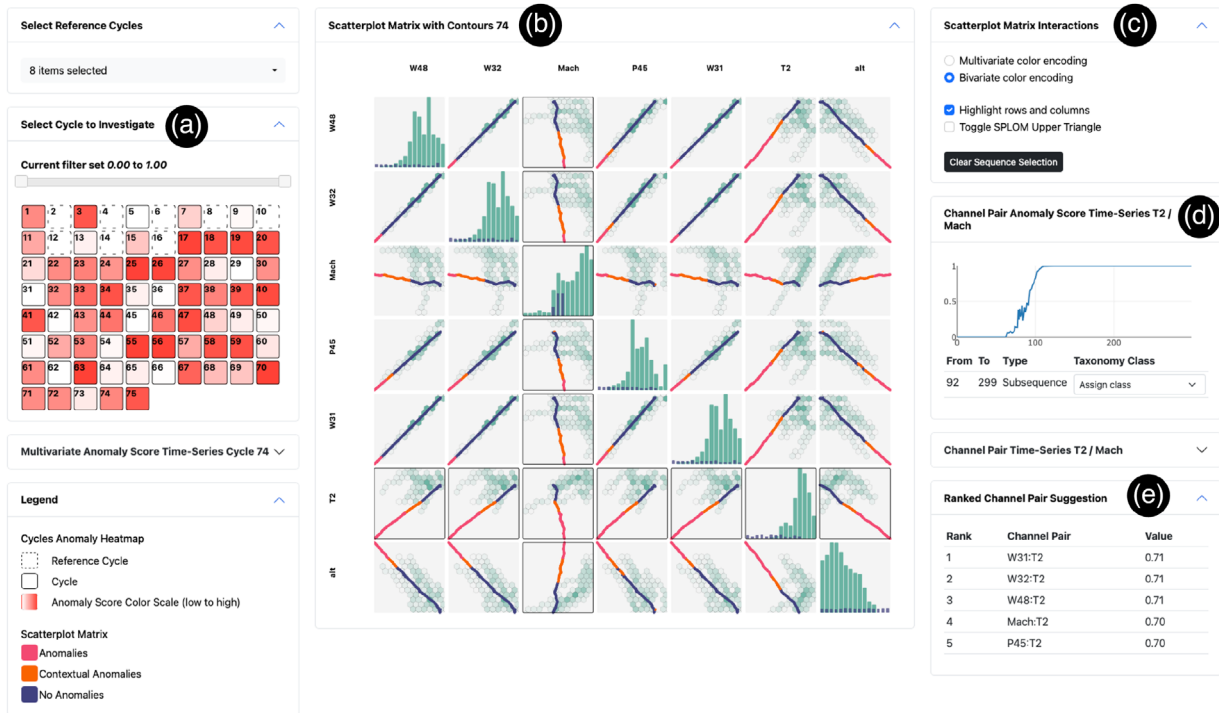 Select Reference Cycles
8 items selected
Select Cycle to Investigate
(a)
Current filter set 0.00 to 1.00
1 2 3 4 5 6 7 8 9 10
11 12 13 14 15 16 17 18 19 20
21 22 23 24 25 26 27 28 29 30
31 32 33 34 35 36 37 38 39 40
41 42 43 44 45 46 47 48 49 50
51 52 53 54 55 56 57 58 59 60
61 62 63 64 65 66 67 68 69 70
71 72 73 74 75
Multivariate Anomaly Score Time-Series Cycle 74
Legend
Cycles Anomaly Heatmap
Reference Cycle
Cycle
Anomaly Score Color Scale (low to high)
Scatterplot Matrix
Anomalies
Contextual Anomalies
No Anomalies
Scatterplot Matrix with Contours 74
(b)
W48 W32 Mach P45 W31 T2 alt
W48
W32
Mach
P45
W31
T2
alt
Scatterplot Matrix Interactions
(c)
Multivariate color encoding
Bivariate color encoding
Highlight rows and columns
Toggle SPLOM Upper Triangle
Clear Sequence Selection
Channel Pair Anomaly Score Time-Series T2 /
Mach
(d)
1
0.5
0
0 100 200
From To Type Taxonomy Class
92 299 Subsequence Assign class
Channel Pair Time-Series T2 / Mach
Ranked Channel Pair Suggestion
(e)
Rank Channel Pair Value
1 W31:T2 0.71
2 W32:T2 0.71
3 W48:T2 0.71
4 Mach:T2 0.70
5 P45:T2 0.70